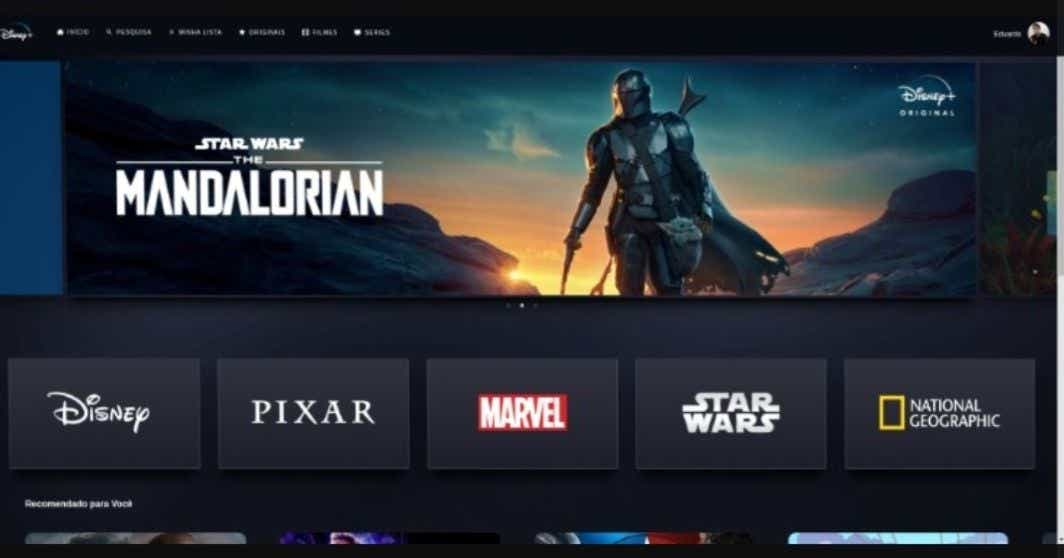 Disney+ INÍCIO PESQUISA MINHA LISTA ORIGINAIS FILMES SERIES Eduardo
Disney+
ORIGINAL
STAR WARS
THE
MANDALORIAN
Disney PIXAR MARVEL STAR WARS NATIONAL GEOGRAPHIC
Recomendado para Você